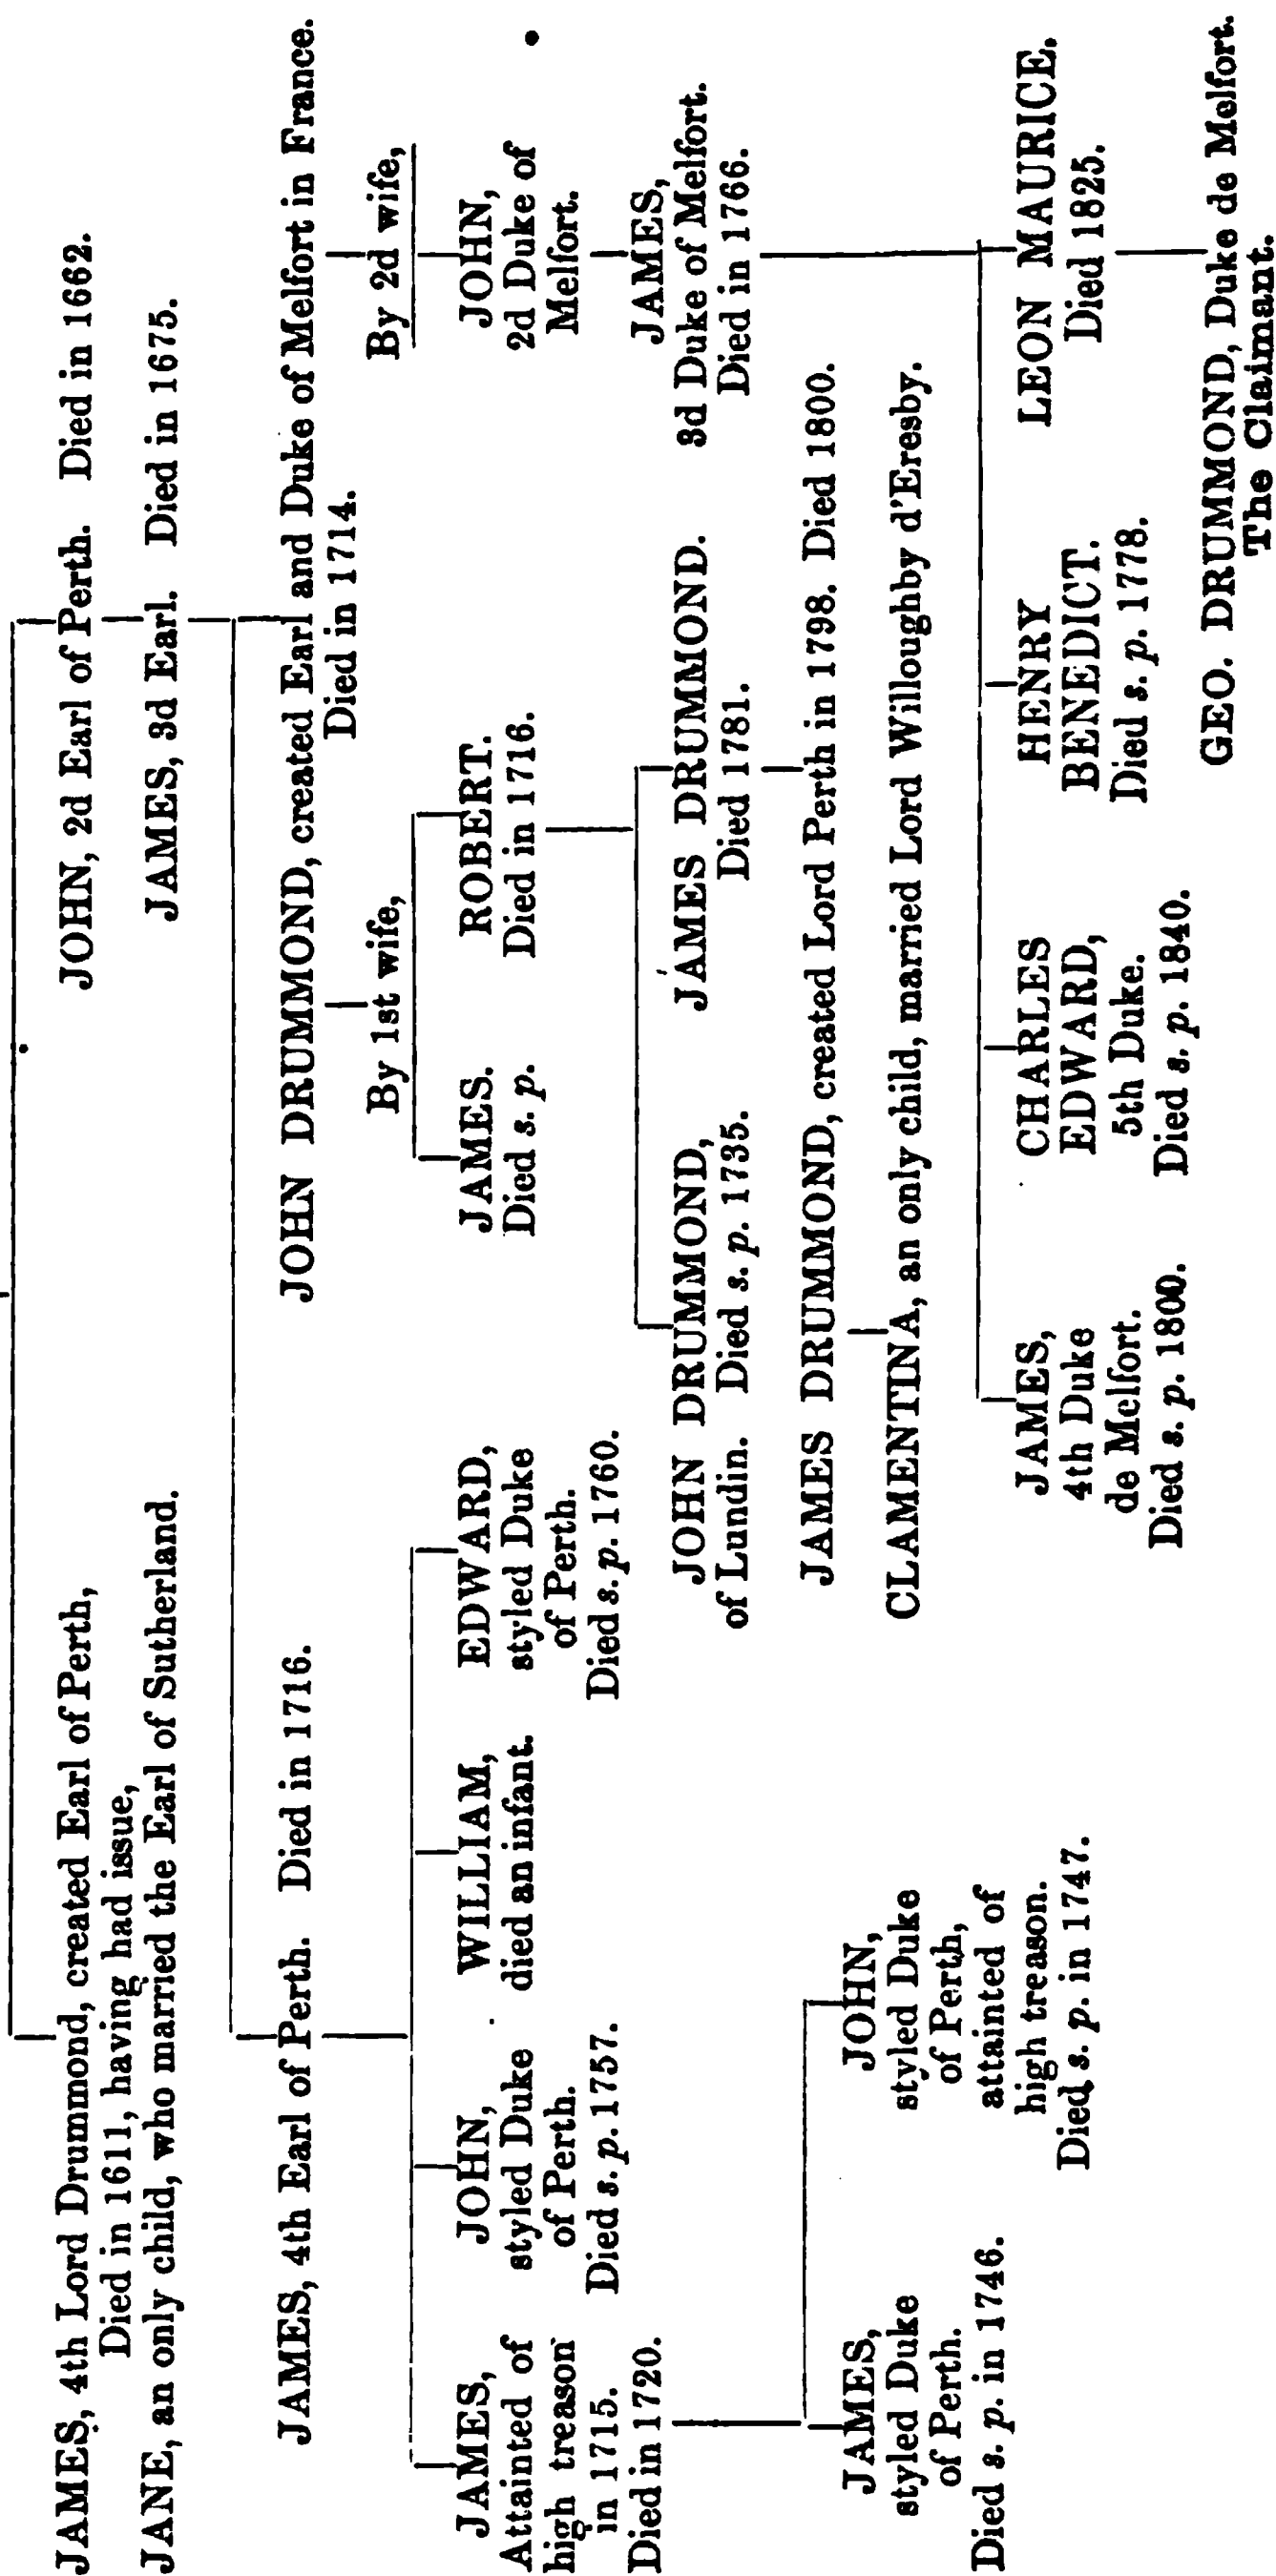 JAMES, 4th Lord Drummond, created Earl of Perth,
Died in 1611, having had issue,
JANE, an only child, who married the Earl of Sutherland.
JOHN, 2d Earl of Perth. Died in 1662.
JAMES, 3d Earl. Died in 1675.
JAMES, 4th Earl of Perth. Died in 1716.
JOHN DRUMMOND, created Earl and Duke of Melfort in France.
Died in 1714.
By 1st wife,
By 2d wife,
JAMES,
Attainted of
high treason
in 1715.
Died in 1720.
JOHN,
styled Duke
of Perth.
Died s. p. 1757.
WILLIAM,
died an infant.
EDWARD,
styled Duke
of Perth.
Died s. p. 1760.
JAMES.
Died s. p.
ROBERT.
Died in 1716.
JOHN,
2d Duke of
Melfort.
JOHN DRUMMOND,
of Lundin. Died s. p. 1735.
JAMES DRUMMOND.
Died 1781.
JAMES,
3d Duke of Melfort.
Died in 1766.
JAMES DRUMMOND, created Lord Perth in 1798. Died 1800.
CLAMENTINA, an only child, married Lord Willoughby d'Eresby.
JAMES,
styled Duke
of Perth.
Died s. p. in 1746.
JOHN,
styled Duke
of Perth,
attainted of
high treason.
Died s. p. in 1747.
JAMES,
4th Duke
de Melfort.
Died s. p. 1800.
CHARLES
EDWARD,
5th Duke.
Died s. p. 1840.
HENRY
BENEDICT.
Died s. p. 1778.
LEON MAURICE.
Died 1825.
GEO. DRUMMOND, Duke de Melfort.
The Claimant.